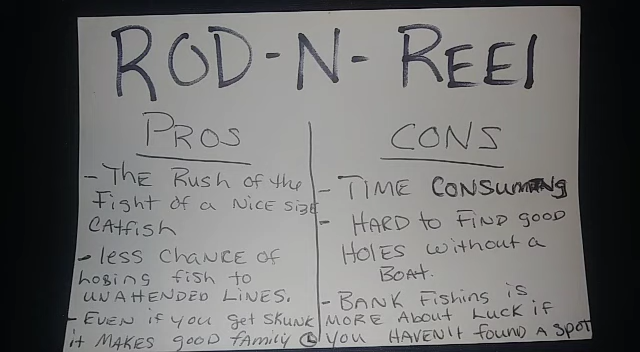 ROD-N-REEl
PROS
- THE Rush of the
Fight of a Nice Size
CAtfish
- less CHANCE of
losing fish to
UNAttENDED LINES.
- EVEN if you get SKUNK
it MAKES good family
CONS
- TIME CONSuming
- HARD to FIND good
HOLES without a
BOAT.
- BANK Fishing is
MORE About Luck if
you HAVEN't found A spot